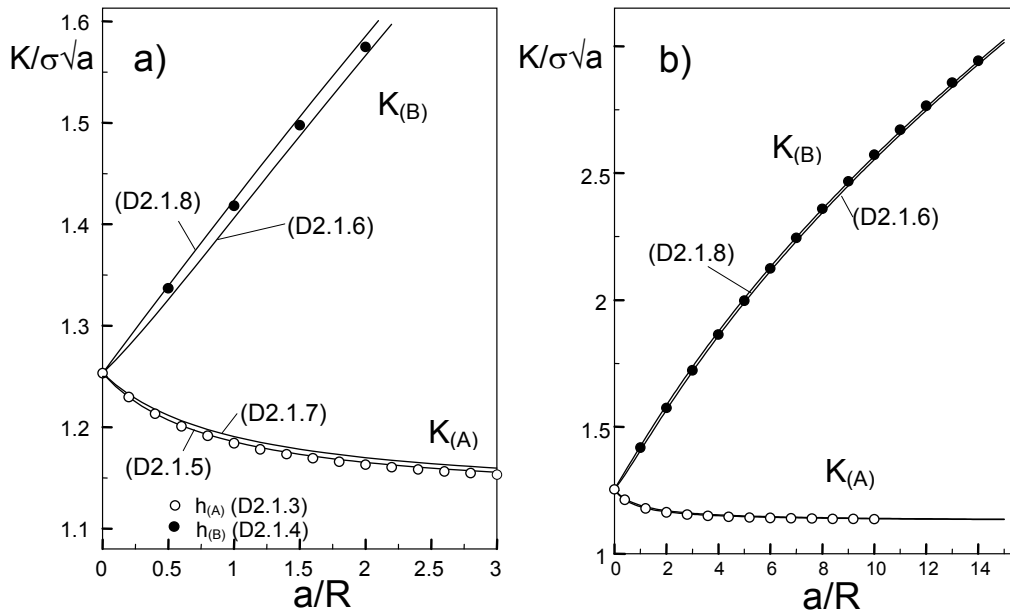 1.6
K/σ√a
a)
K(B)
1.5
(D2.1.8)
1.4
(D2.1.6)
1.3
1.2
(D2.1.7)
K(A)
(D2.1.5)
h(A) (D2.1.3)
h(B) (D2.1.4)
1.1
0 0.5 1 1.5 2 2.5 3
a/R
K/σ√a
b)
K(B)
2.5
(D2.1.6)
(D2.1.8)
2
1.5
K(A)
1
0 2 4 6 8 10 12 14
a/R